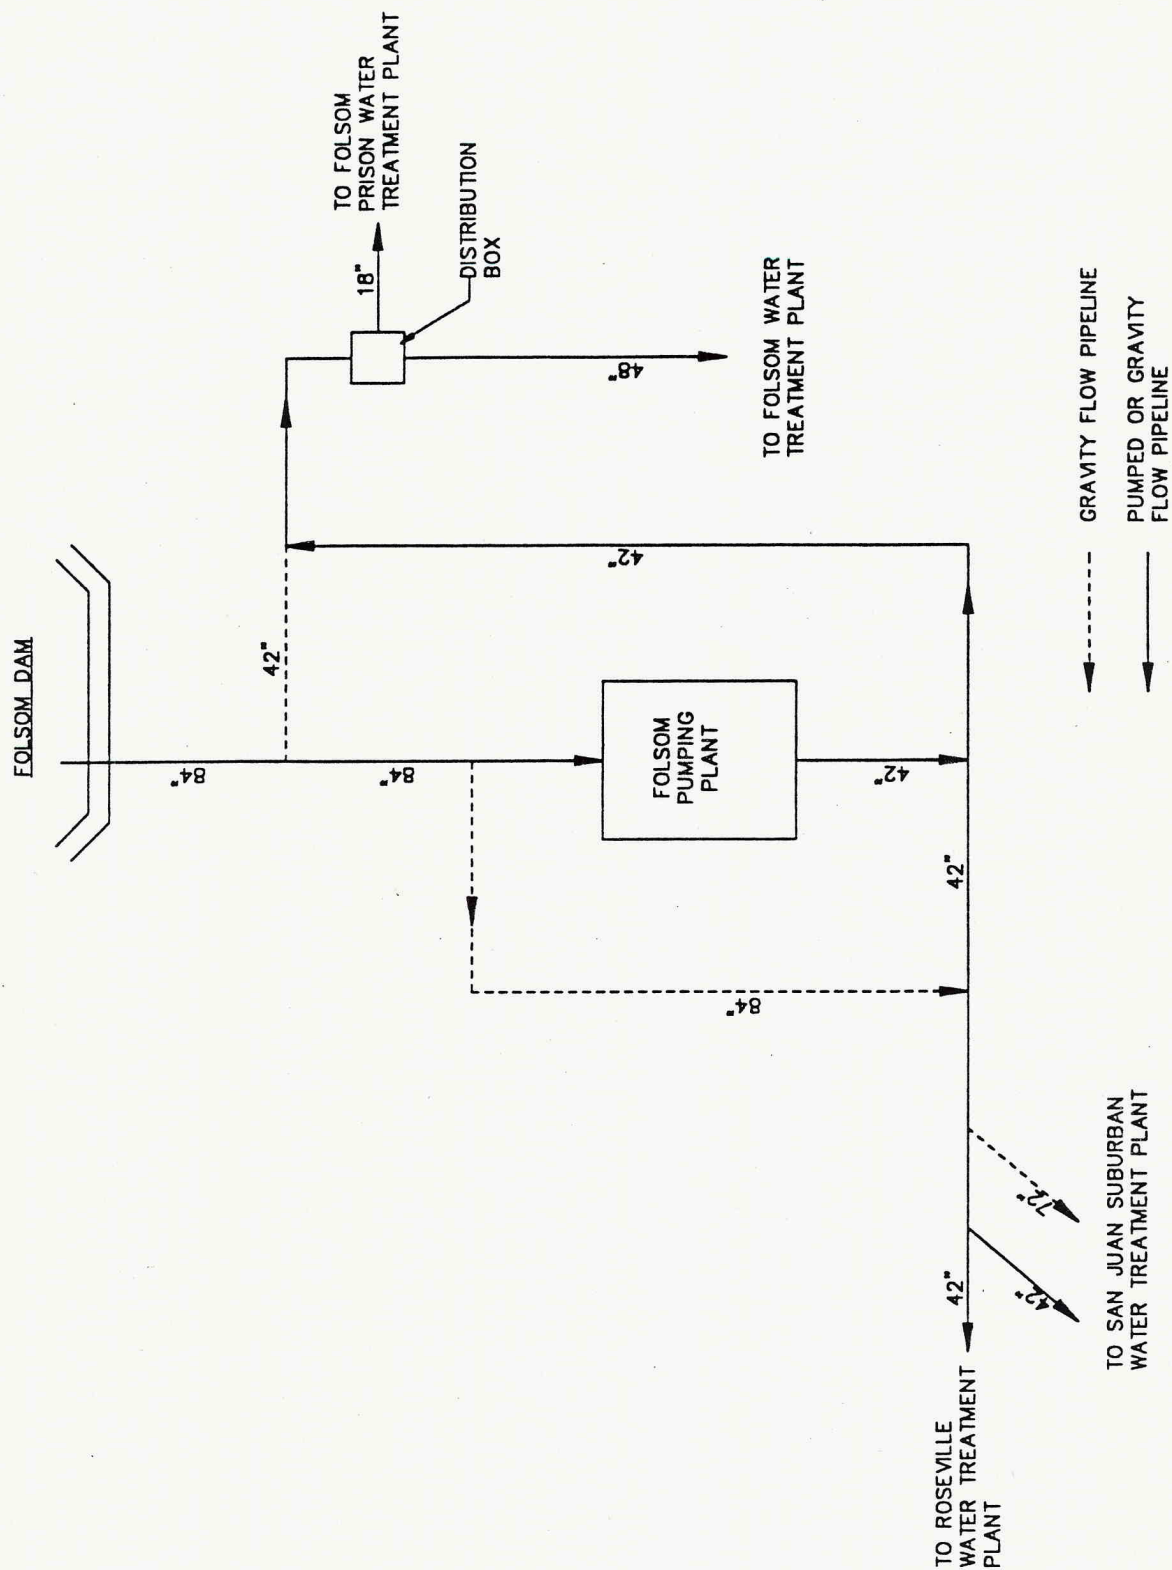 FOLSOM DAM
84"
42"
84"
TO FOLSOM
PRISON WATER
TREATMENT PLANT
18"
DISTRIBUTION
BOX
48"
TO FOLSOM WATER
TREATMENT PLANT
42"
FOLSOM
PUMPING
PLANT
42"
84"
42"
72"
42"
42"
TO ROSEVILLE
WATER TREATMENT
PLANT
TO SAN JUAN SUBURBAN
WATER TREATMENT PLANT
GRAVITY FLOW PIPELINE
PUMPED OR GRAVITY
FLOW PIPELINE